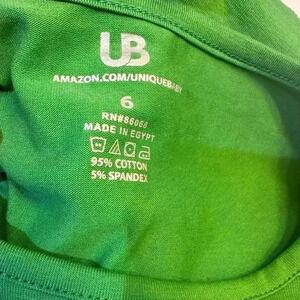 UB
AMAZON.COM/UNIQUEBABY
6
RN#86068
MADE IN EGYPT
95% COTTON
5% SPANDEX